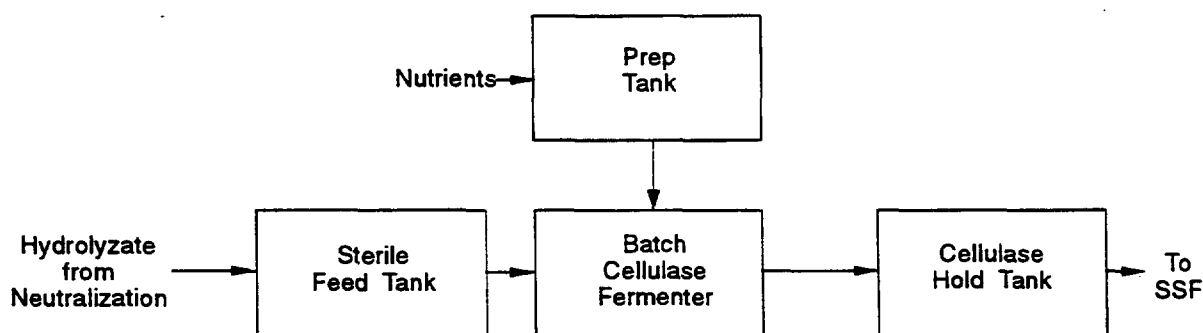 Nutrients
Prep
Tank
Hydrolyzate
from
Neutralization
Sterile
Feed Tank
Batch
Cellulase
Fermenter
Cellulase
Hold Tank
To
SSF